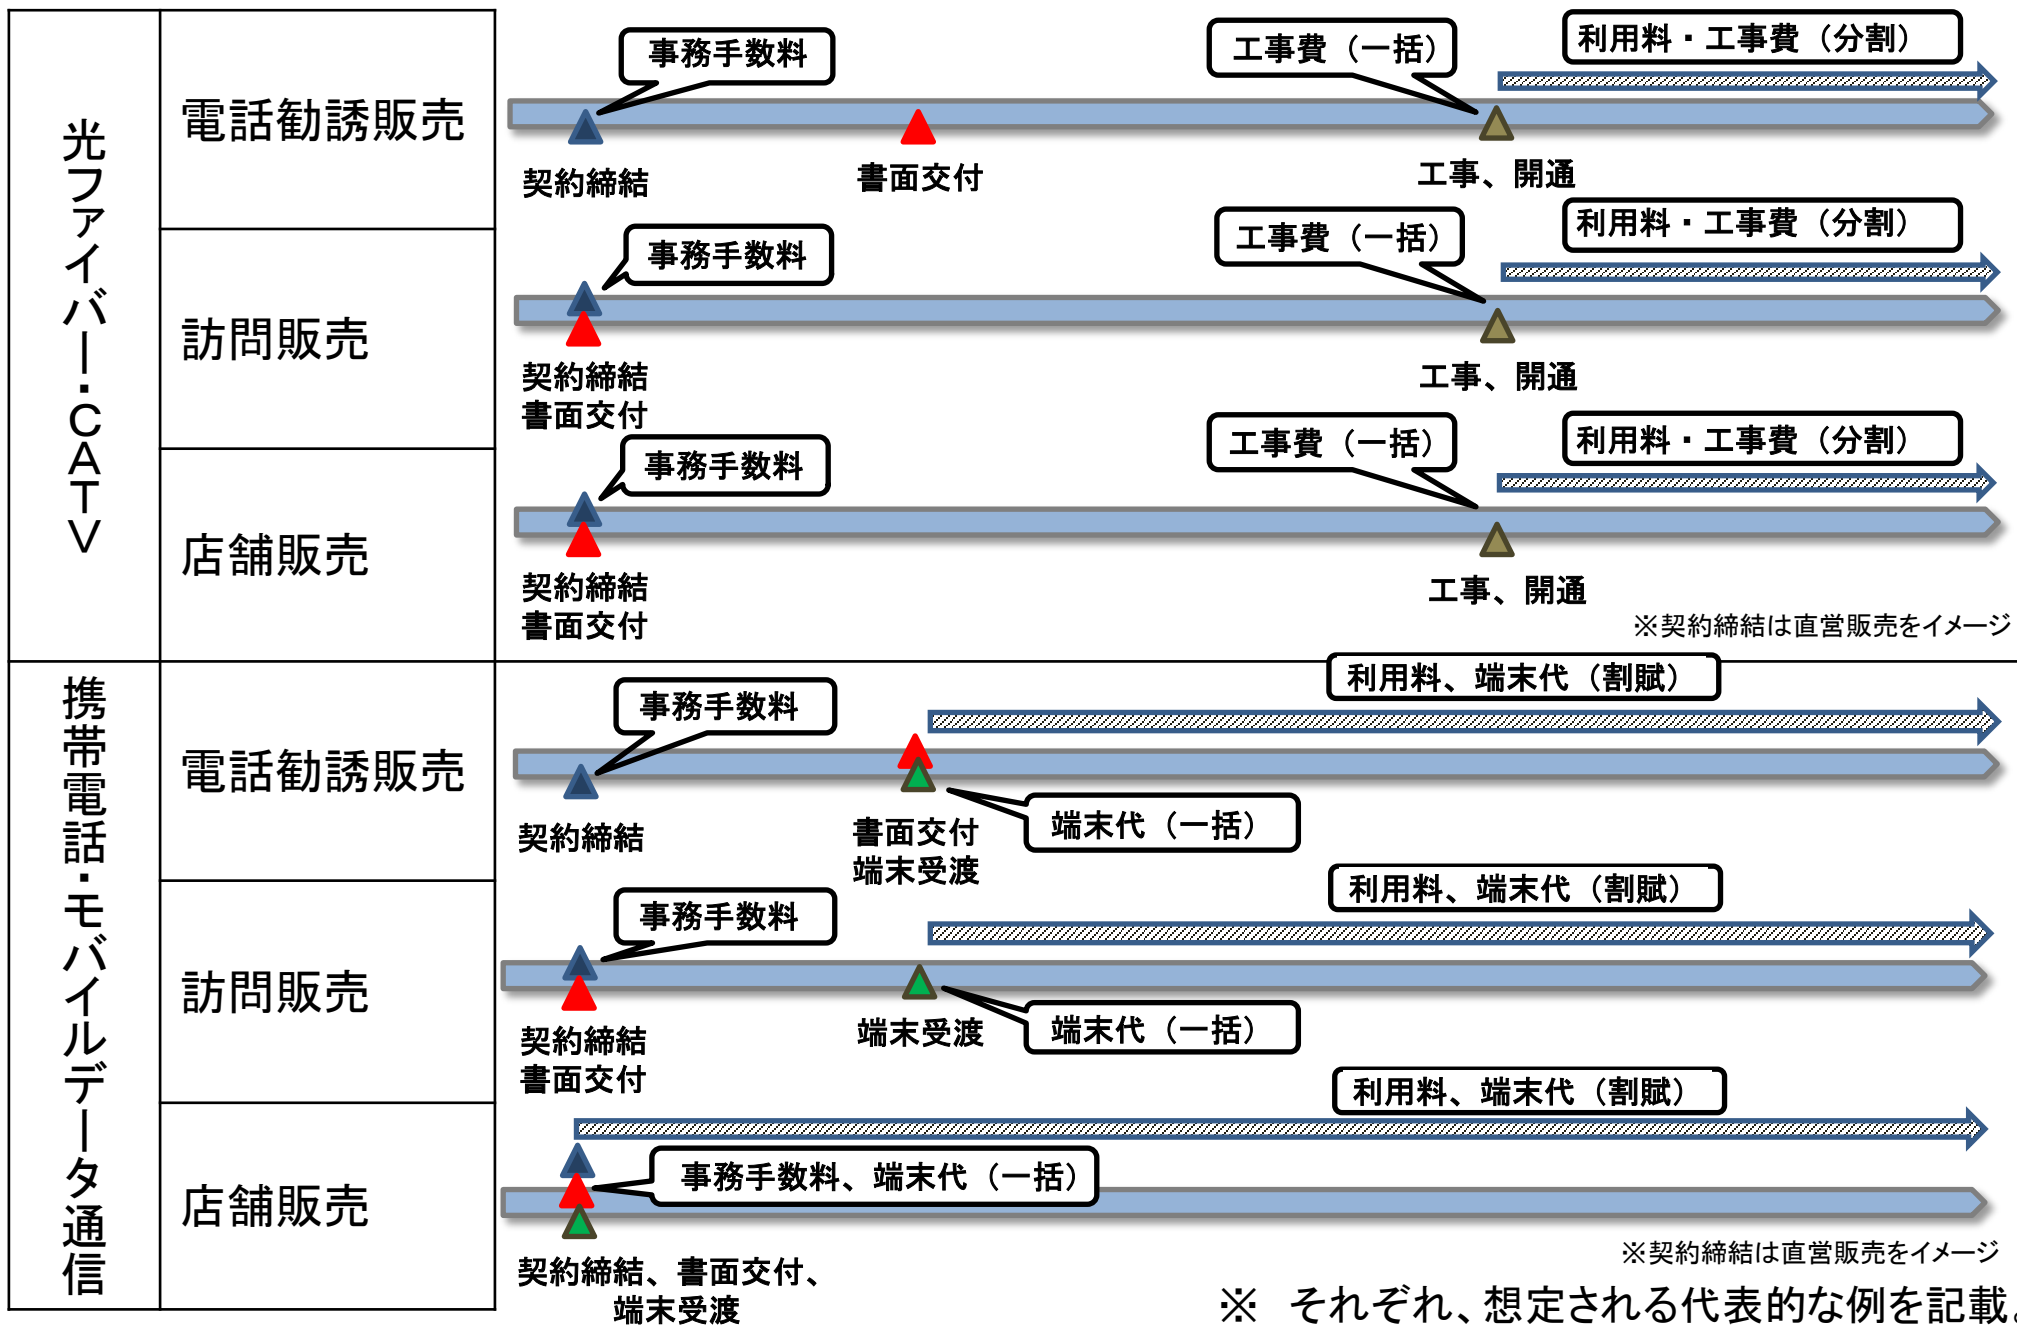 光ファイバー・CATV
電話勧誘販売
事務手数料
工事費（一括）
利用料・工事費（分割）
契約締結
書面交付
工事、開通
訪問販売
事務手数料
工事費（一括）
利用料・工事費（分割）
契約締結
書面交付
工事、開通
店舗販売
事務手数料
工事費（一括）
利用料・工事費（分割）
契約締結
書面交付
工事、開通
※契約締結は直営販売をイメージ
携帯電話・モバイルデータ通信
電話勧誘販売
事務手数料
利用料、端末代（割賦）
契約締結
書面交付
端末受渡
端末代（一括）
訪問販売
事務手数料
利用料、端末代（割賦）
契約締結
書面交付
端末受渡
端末代（一括）
店舗販売
利用料、端末代（割賦）
事務手数料、端末代（一括）
契約締結、書面交付、
端末受渡
※契約締結は直営販売をイメージ
※　それぞれ、想定される代表的な例を記載。